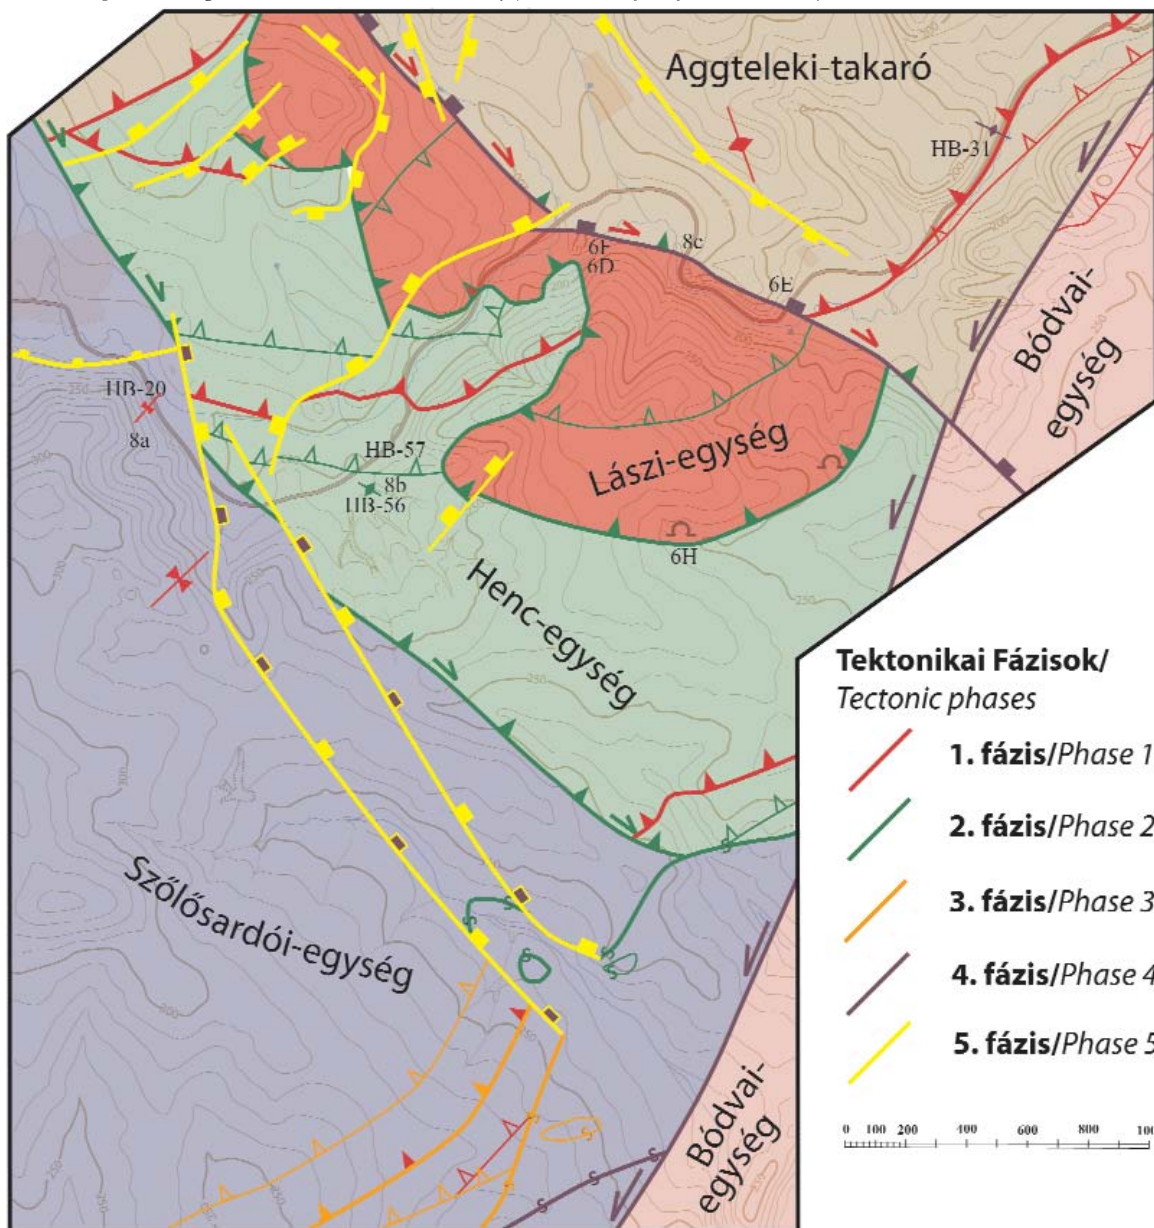 Aggteleki-takaró
HB-31
8c
6F
6D
6E
Bódvai-
egység
HB-20
8a
HB-57
8b
HB-56
Lászi-egység
6H
Henc-egység
Szőlősardói-egység
Bódvai-
egység
Tektonikai Fázisok/
Tectonic phases
1. fázis/Phase 1
2. fázis/Phase 2
3. fázis/Phase 3
4. fázis/Phase 4
5. fázis/Phase 5
0 100 200 400 600 800